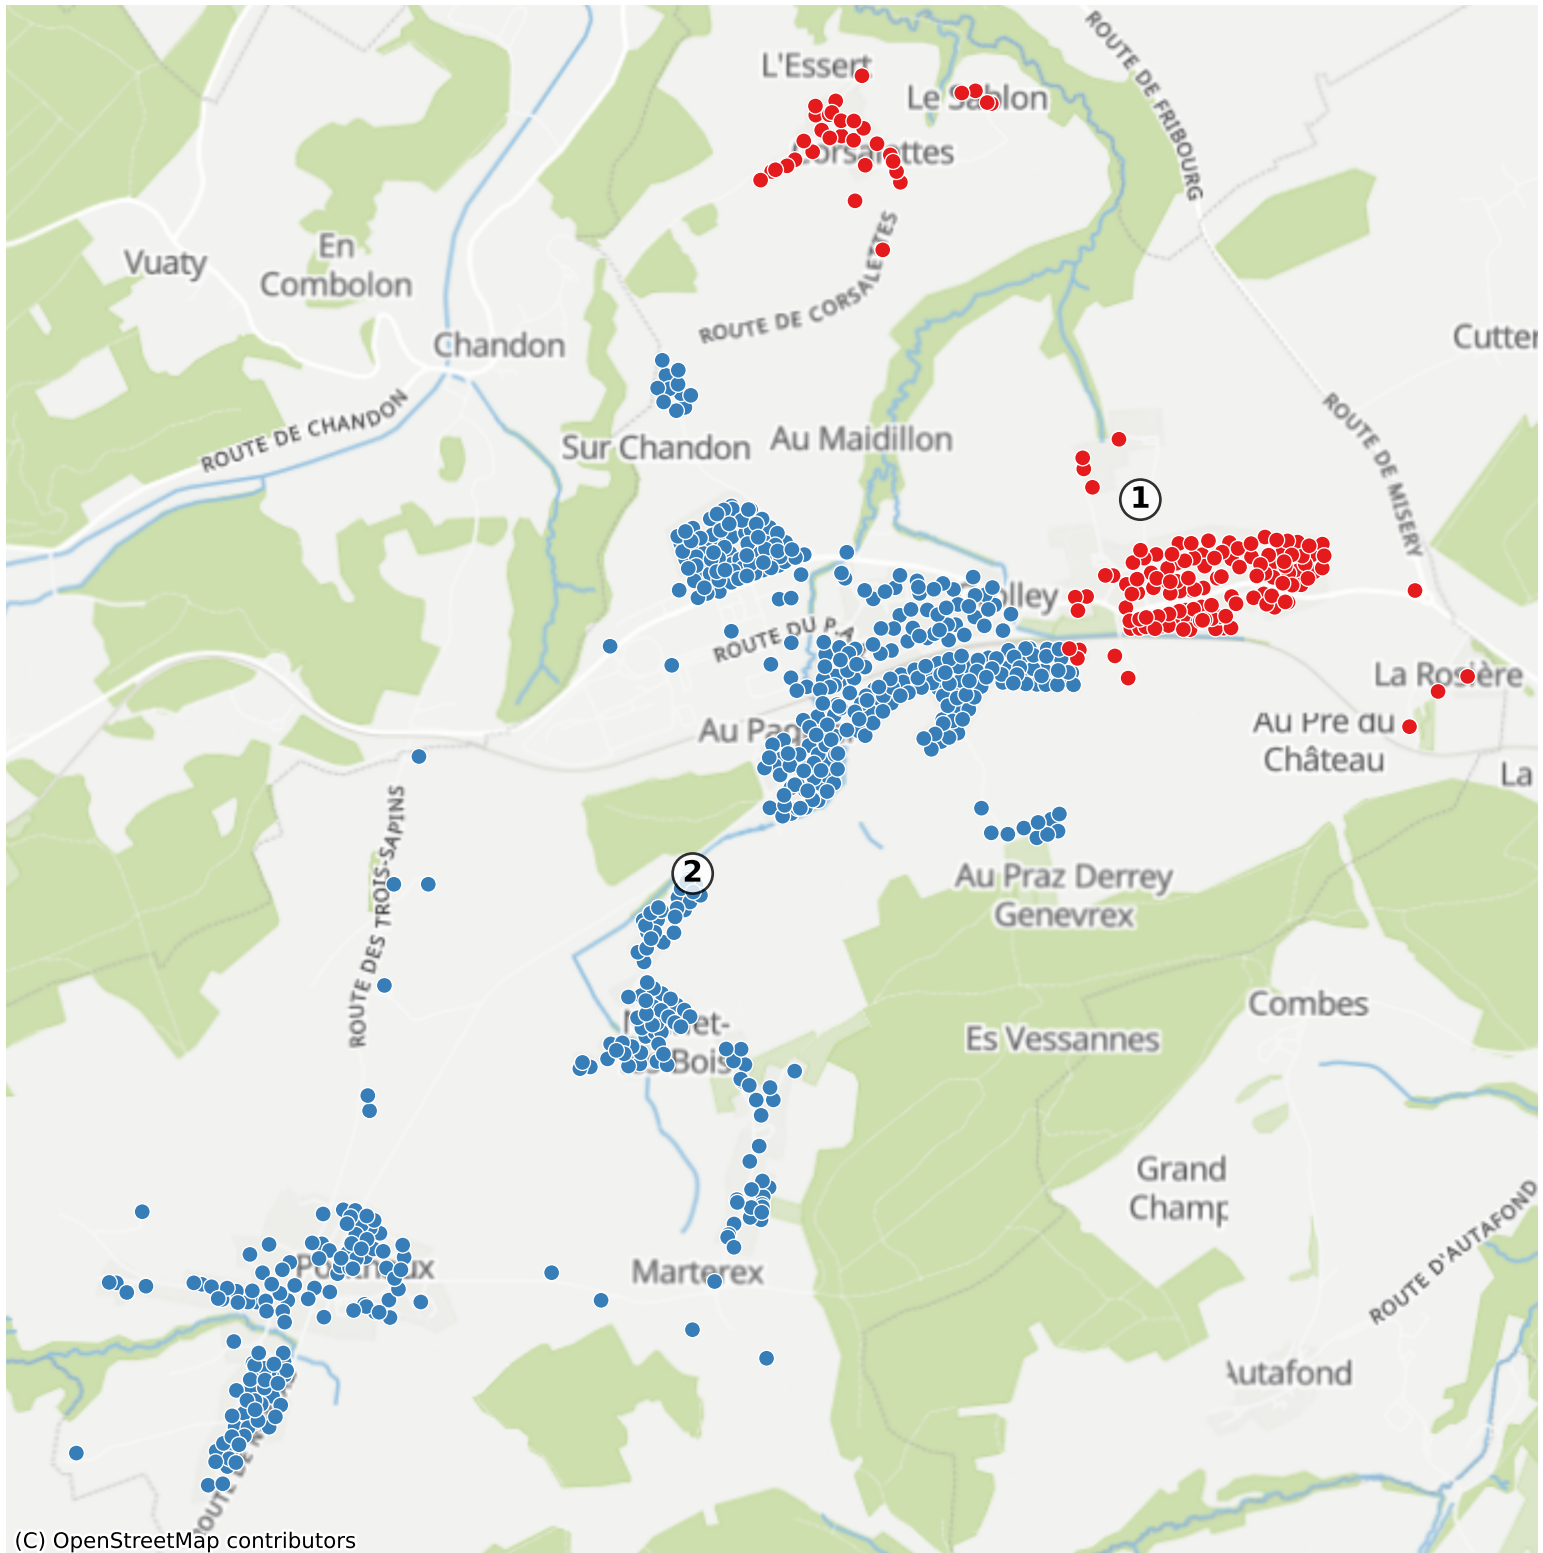 L'Essert
Le Sablon
Corsalettes
ROUTE DE FRIBOURG
Vuaty
En
Combolon
ROUTE DE CORSALETTES
Chandon
Cutter
ROUTE DE CHANDON
Sur Chandon
Au Maidillon
ROUTE DE MISERY
1
ROUTE DU P.A.
La Rosière
Au Pré du
Château
La
ROUTE DES TROIS-SAPINS
2
Au Praz Derrey
Genevrex
Combes
Es Vessannes
Grand
Champ
Marterex
ROUTE D'AUTAFOND
Autafond
(C) OpenStreetMap contributors